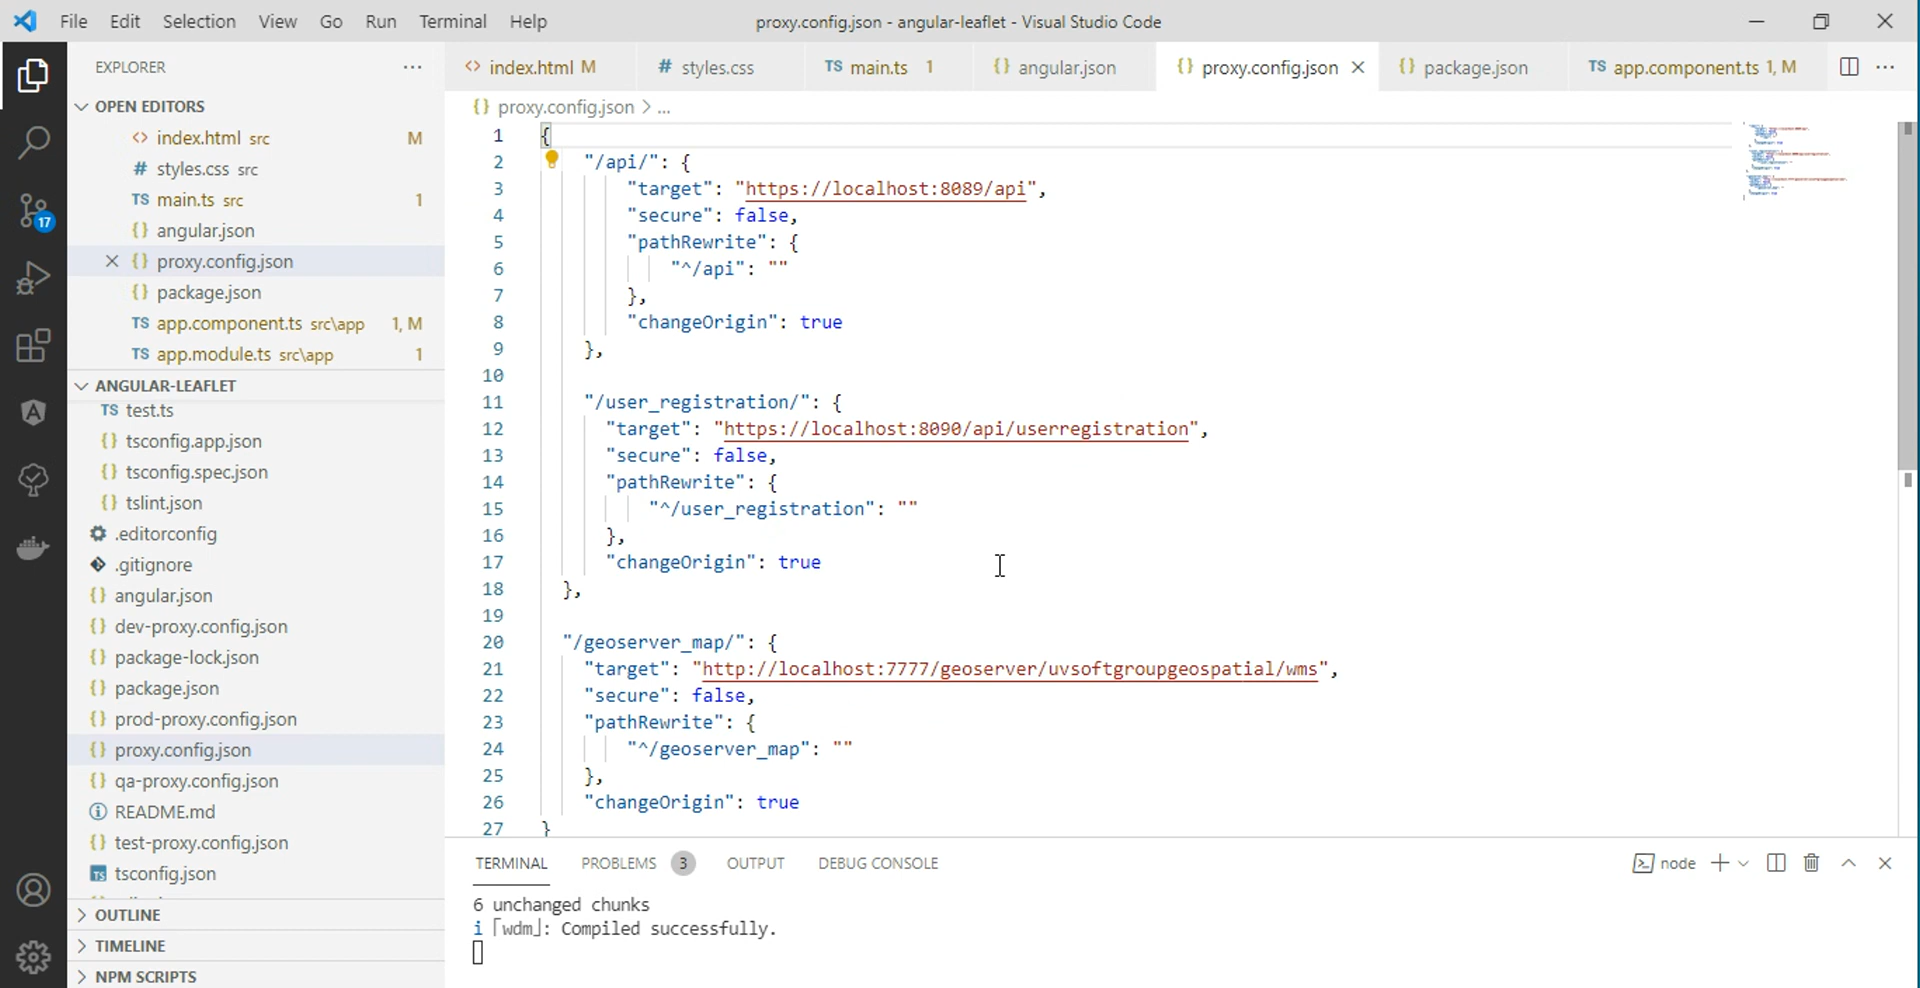 File Edit Selection View Go Run Terminal Help
proxy.config.json - angular-leaflet - Visual Studio Code
EXPLORER
OPEN EDITORS
index.html src M
styles.css src
main.ts src 1
angular.json
proxy.config.json
package.json
app.component.ts src\app 1, M
app.module.ts src\app 1
ANGULAR-LEAFLET
test.ts
tsconfig.app.json
tsconfig.spec.json
tslint.json
.editorconfig
.gitignore
angular.json
dev-proxy.config.json
package-lock.json
package.json
prod-proxy.config.json
proxy.config.json
qa-proxy.config.json
README.md
test-proxy.config.json
tsconfig.json
OUTLINE
TIMELINE
NPM SCRIPTS
17
index.html M
styles.css
main.ts 1
angular.json
proxy.config.json
package.json
app.component.ts 1, M
proxy.config.json > ...
1 {
2 "/api/": {
3 "target": "https://localhost:8089/api",
4 "secure": false,
5 "pathRewrite": {
6 "^/api": ""
7 },
8 "changeOrigin": true
9 },
10
11 "/user_registration/": {
12 "target": "https://localhost:8090/api/userregistration",
13 "secure": false,
14 "pathRewrite": {
15 "^/user_registration": ""
16 },
17 "changeOrigin": true
18 },
19
20 "/geoserver_map/": {
21 "target": "http://localhost:7777/geoserver/uvsoftgroupgeospatial/wms",
22 "secure": false,
23 "pathRewrite": {
24 "^/geoserver_map": ""
25 },
26 "changeOrigin": true
27 }
TERMINAL PROBLEMS 3 OUTPUT DEBUG CONSOLE
node
6 unchanged chunks
i ｢wdm｣: Compiled successfully.